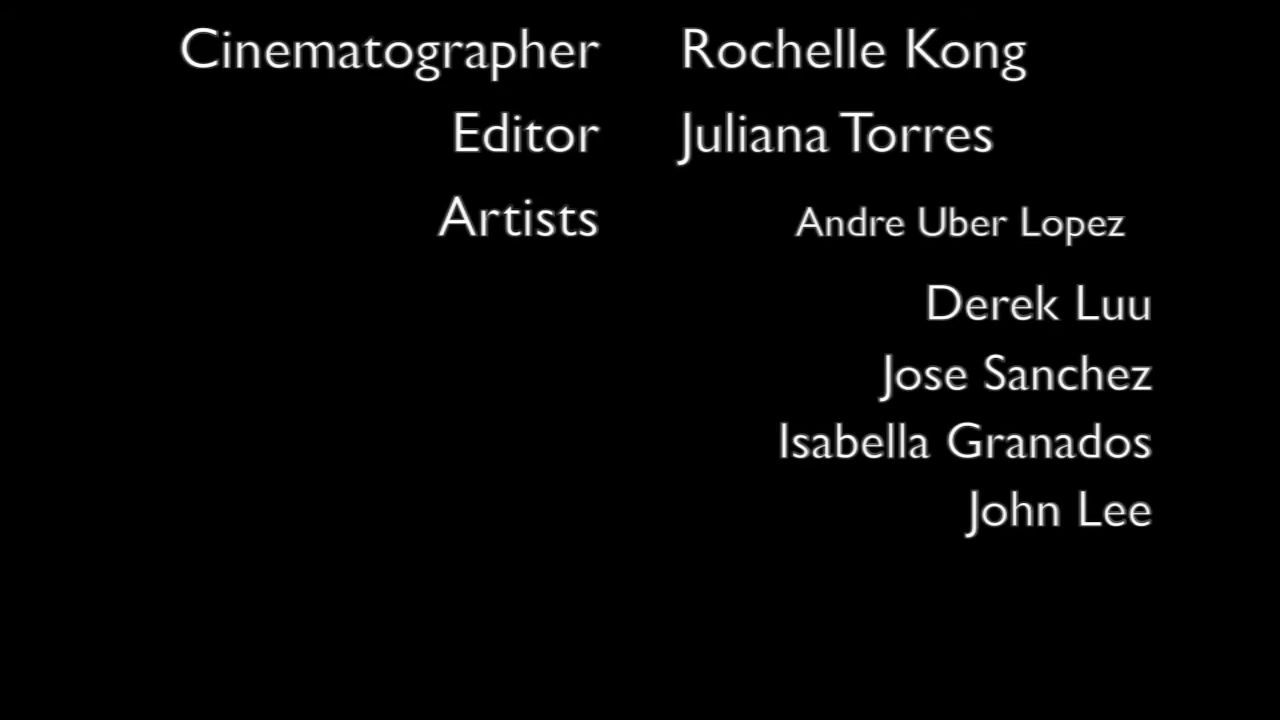 Cinematographer Rochelle Kong
Editor Juliana Torres
Artists Andre Uber Lopez
Derek Luu
Jose Sanchez
Isabella Granados
John Lee